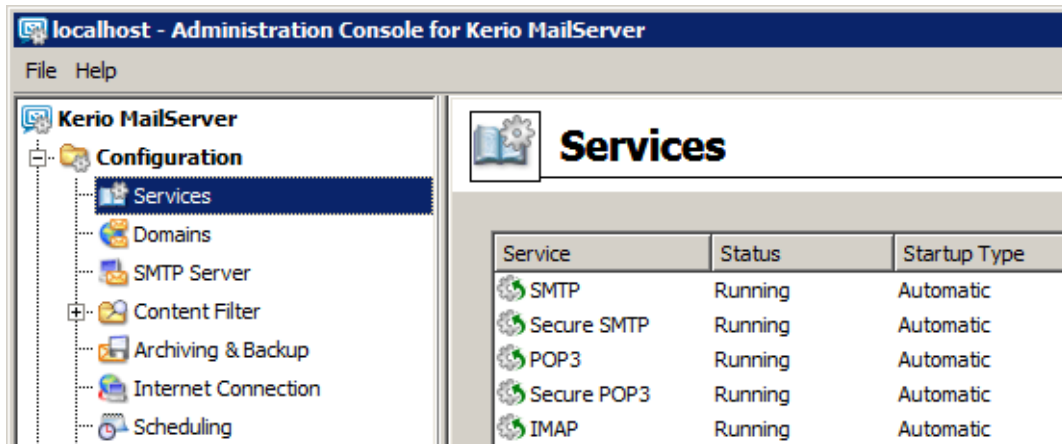 localhost - Administration Console for Kerio MailServer
File Help
Kerio MailServer
Configuration
Services
Domains
SMTP Server
Content Filter
Archiving & Backup
Internet Connection
Scheduling
Services
Service Status Startup Type
SMTP Running Automatic
Secure SMTP Running Automatic
POP3 Running Automatic
Secure POP3 Running Automatic
IMAP Running Automatic